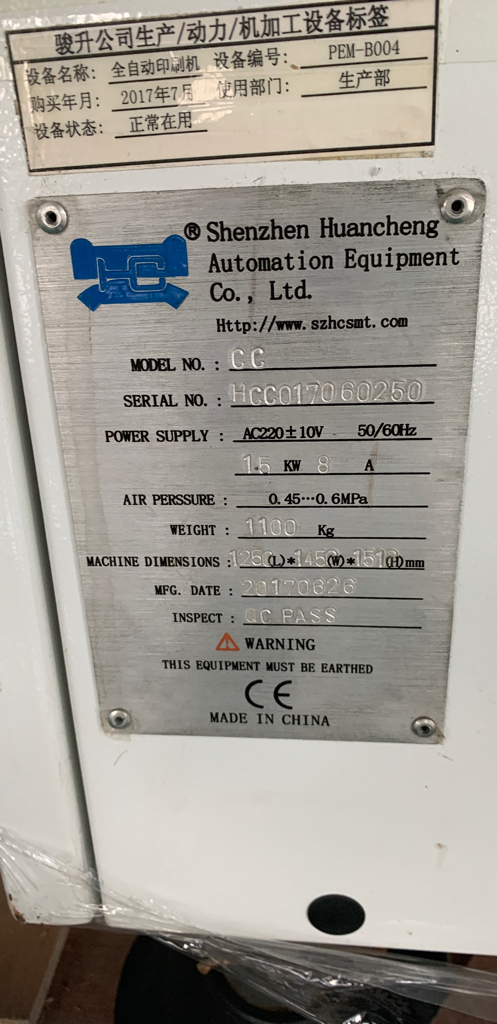 骏升公司生产/动力/机加工设备标签
设备名称： 全自动印刷机 设备编号： PEM-B004
购买年月： 2017年7月 使用部门： 生产部
设备状态： 正常在用
HC ® Shenzhen Huancheng
Automation Equipment
Co., Ltd.
Http://www.szhcsmt.com
MODEL NO. : CC
SERIAL NO. : HCC017060250
POWER SUPPLY : AC220±10V 50/60Hz
1.5 KW 8 A
AIR PERSSURE : 0.45···0.6MPa
WEIGHT : 1100 Kg
MACHINE DIMENSIONS : 1250(L)* 1450(W)* (H)mm
MFG. DATE : 20170626
INSPECT : QC PASS
WARNING
THIS EQUIPMENT MUST BE EARTHED
CE
MADE IN CHINA